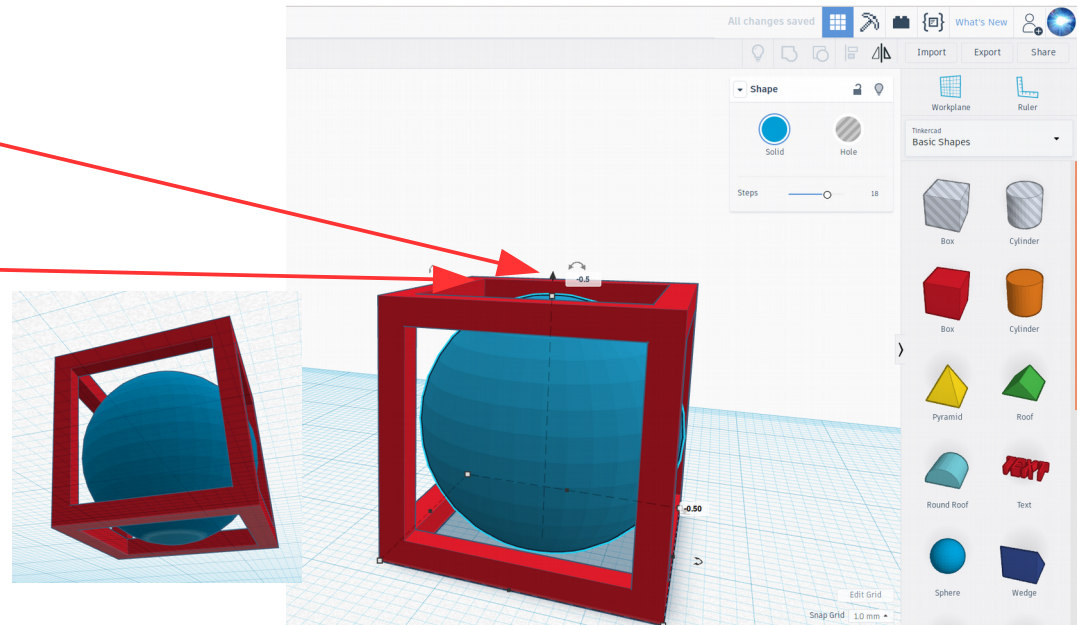 All changes saved
What's New
Import
Export
Share
Shape
Solid
Hole
Steps
18
Workplane
Ruler
Tinkercad
Basic Shapes
Box
Cylinder
Box
Cylinder
Pyramid
Roof
Round Roof
Text
TEXT
Sphere
Wedge
-0.5
-0.50
Edit Grid
Snap Grid 1.0 mm